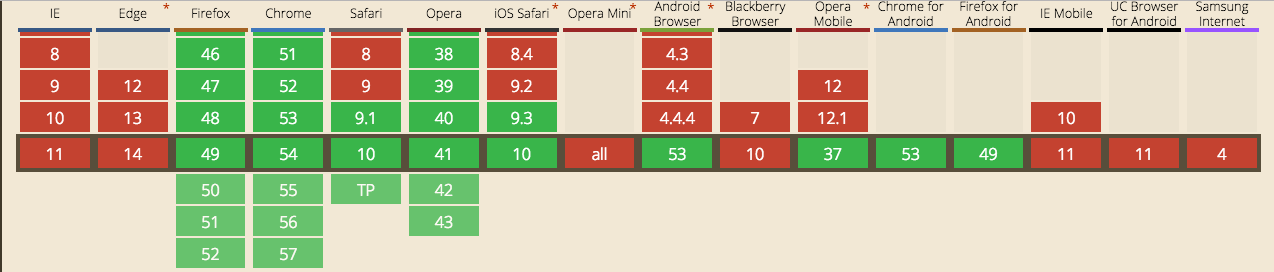 IE Edge * Firefox Chrome Safari Opera iOS Safari * Opera Mini * Android Browser * Blackberry Browser Opera Mobile * Chrome for Android Firefox for Android IE Mobile UC Browser for Android Samsung Internet
8 46 51 8 38 8.4 4.3
9 12 47 52 9 39 9.2 4.4 12
10 13 48 53 9.1 40 9.3 4.4.4 7 12.1 10
11 14 49 54 10 41 10 all 53 10 37 53 49 11 11 4
50 55 TP 42
51 56 43
52 57